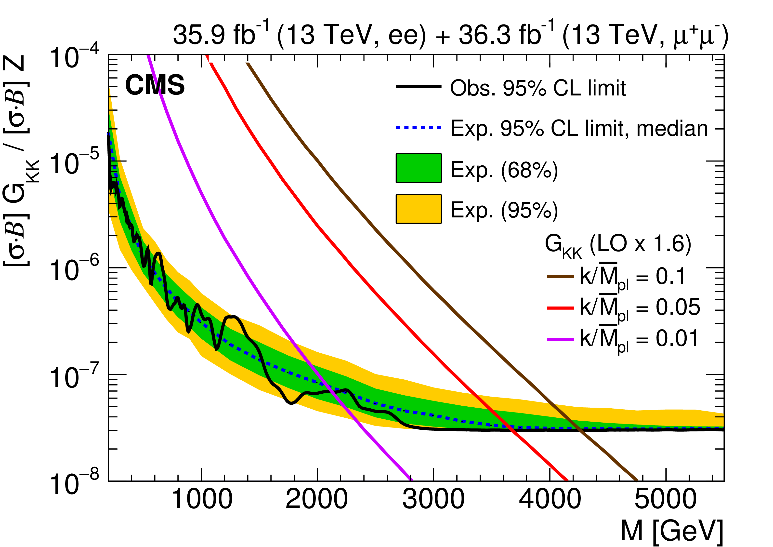 35.9 fb⁻¹ (13 TeV, ee) + 36.3 fb⁻¹ (13 TeV, μ⁺μ⁻)
CMS
Obs. 95% CL limit
Exp. 95% CL limit, median
Exp. (68%)
Exp. (95%)
G_KK (LO x 1.6)
k/M̅_pl = 0.1
k/M̅_pl = 0.05
k/M̅_pl = 0.01
[σ·B] G_KK / [σ·B] Z
10⁻⁴
10⁻⁵
10⁻⁶
10⁻⁷
10⁻⁸
1000 2000 3000 4000 5000
M [GeV]